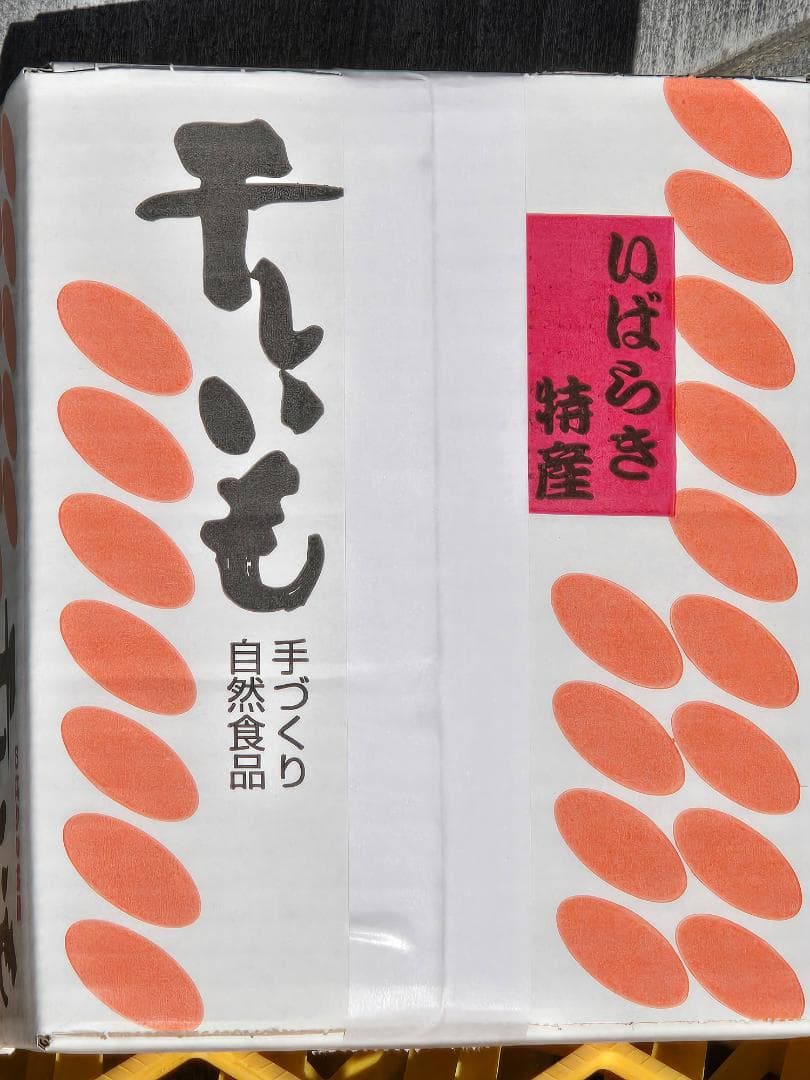 いばらき
特産
干しいも
手づくり
自然食品